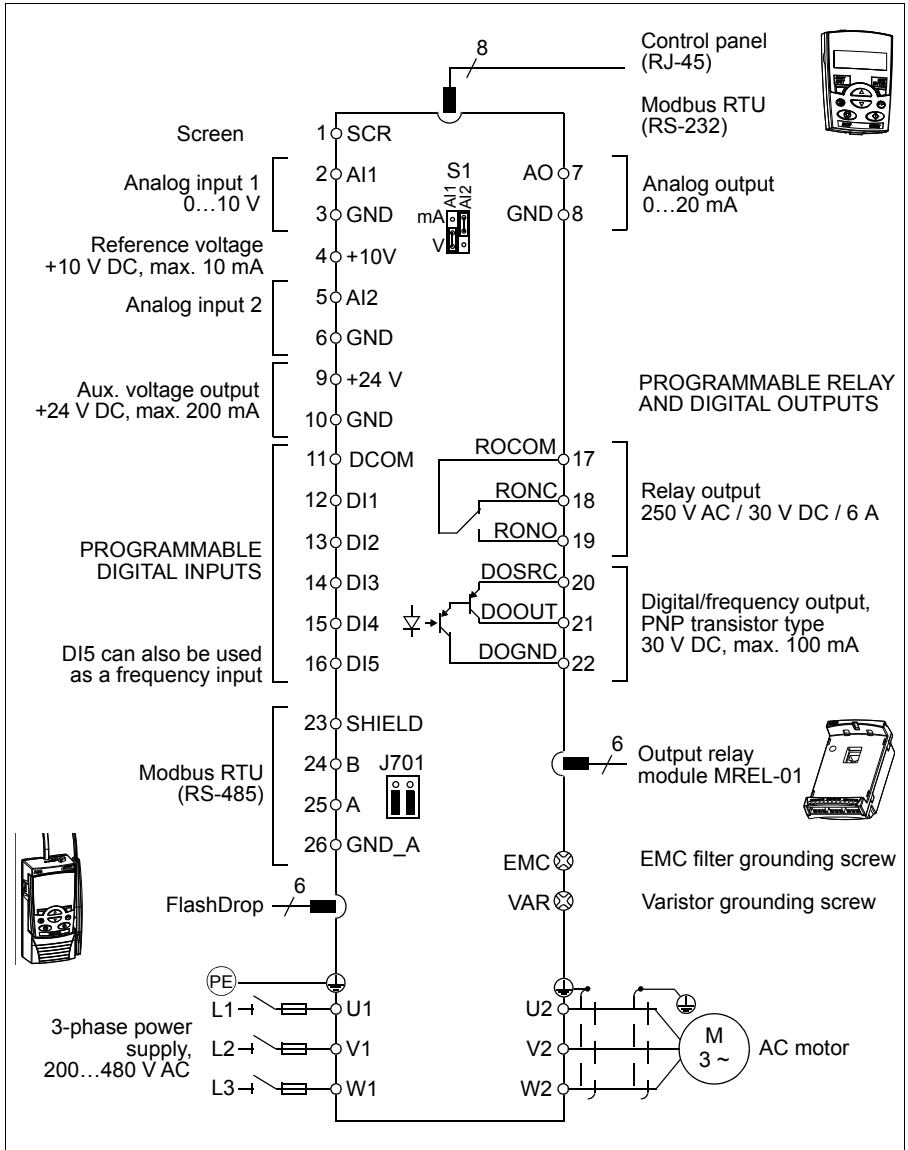 8
Control panel
(RJ-45)
Modbus RTU
(RS-232)
Screen
1 SCR
Analog input 1
0…10 V
2 AI1
3 GND
S1
AI1
AI2
mA
V
AO 7
GND 8
Analog output
0…20 mA
Reference voltage
+10 V DC, max. 10 mA
4 +10V
Analog input 2
5 AI2
6 GND
Aux. voltage output
+24 V DC, max. 200 mA
9 +24 V
10 GND
PROGRAMMABLE RELAY
AND DIGITAL OUTPUTS
PROGRAMMABLE
DIGITAL INPUTS
DI5 can also be used
as a frequency input
11 DCOM
12 DI1
13 DI2
14 DI3
15 DI4
16 DI5
ROCOM 17
RONC 18
RONO 19
Relay output
250 V AC / 30 V DC / 6 A
DOSRC 20
DOOUT 21
DOGND 22
Digital/frequency output,
PNP transistor type
30 V DC, max. 100 mA
Modbus RTU
(RS-485)
23 SHIELD
24 B
25 A
26 GND_A
J701
6
Output relay
module MREL-01
EMC
EMC filter grounding screw
VAR
Varistor grounding screw
FlashDrop
6
PE
3-phase power
supply,
200…480 V AC
L1
U1
L2
V1
L3
W1
U2
V2
W2
M
3 ~
AC motor